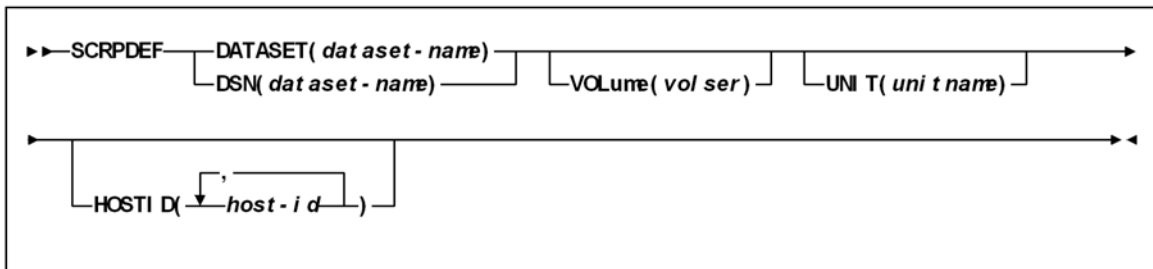 SCRPDEF DATASET(dataset-name)
DSN(dataset-name) VOLume(volser) UNIT(unitname)
,
HOSTID( host-id )